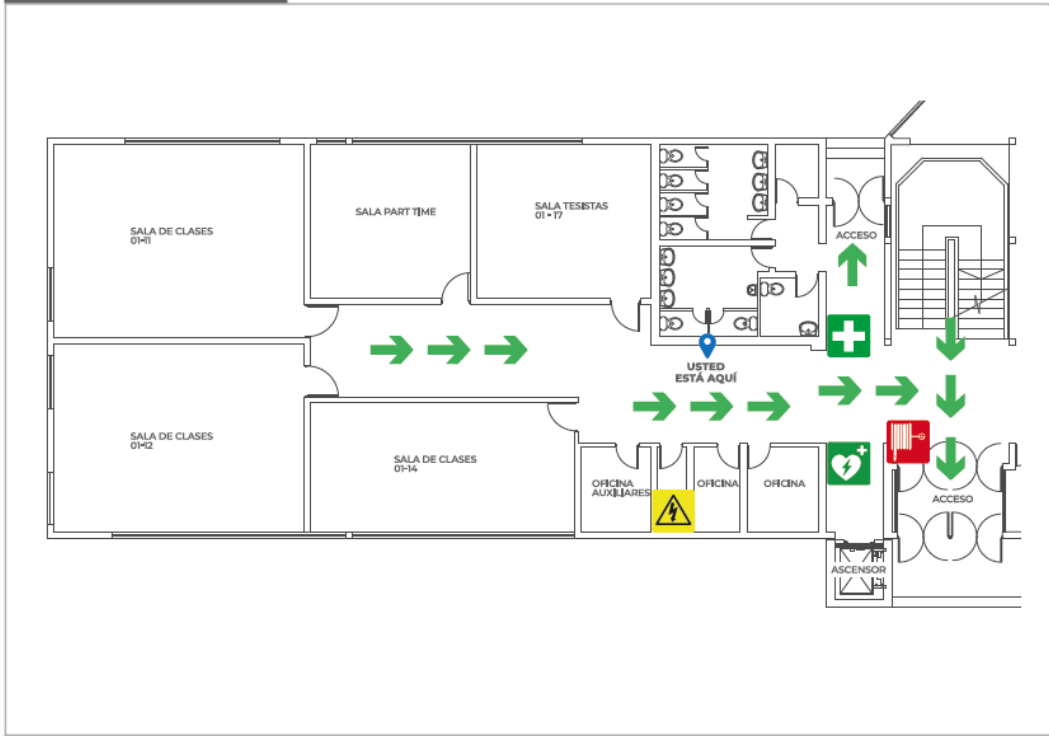 SALA DE CLASES
01-11
SALA PART TIME
SALA TESISTAS
01 - 17
ACCESO
USTED
ESTÁ AQUÍ
SALA DE CLASES
01-12
SALA DE CLASES
01-14
OFICINA
AUXILIARES
OFICINA
OFICINA
ACCESO
ASCENSOR